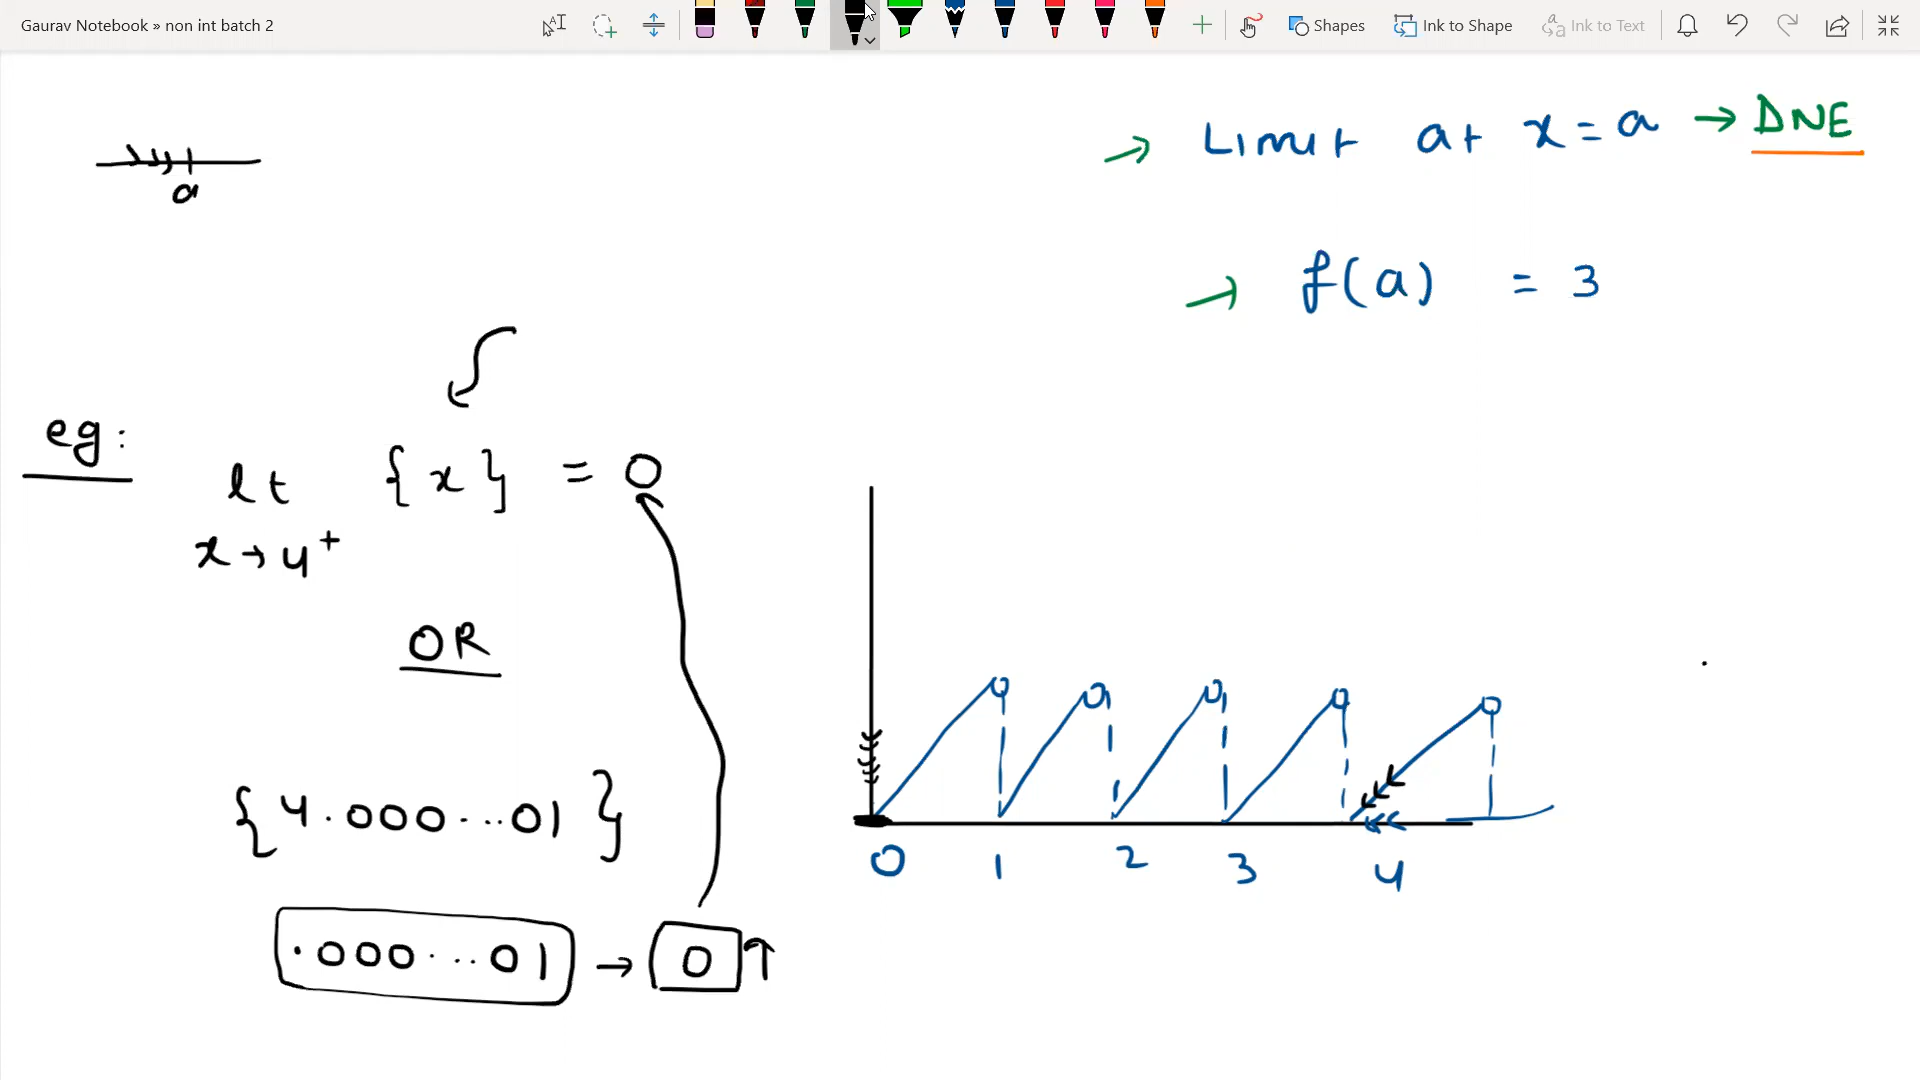 Gaurav Notebook » non int batch 2
Shapes
Ink to Shape
Ink to Text
→ Limit at x = a → DNE
a
→ f(a) = 3
eg:
lt {x} = 0
x→4⁺
OR
{4.000...01}
.000...01 → 0 ↑
0 1 2 3 4